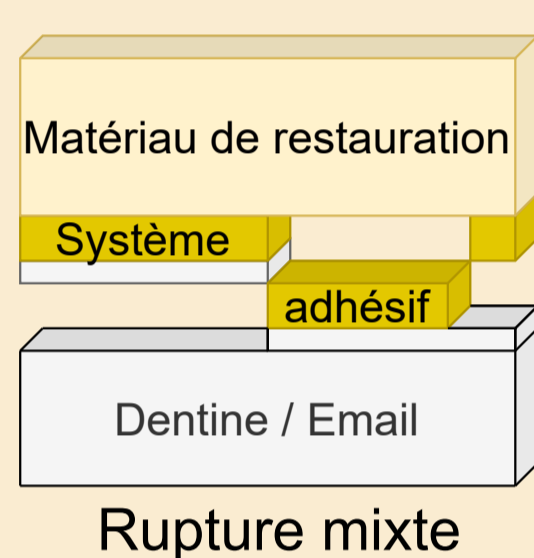 Matériau de restauration
Système
adhésif
Dentine / Email
Rupture mixte